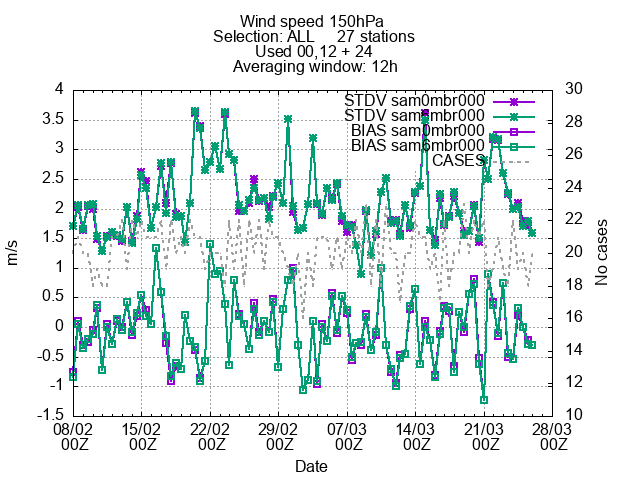 Wind speed 150hPa
Selection: ALL 27 stations
Used 00,12 + 24
Averaging window: 12h
STDV sam0mbr000
STDV sam6mbr000
BIAS sam0mbr000
BIAS sam6mbr000
CASES
4
3.5
3
2.5
2
1.5
1
0.5
0
-0.5
-1
-1.5
m/s
30
28
26
24
22
20
18
16
14
12
10
No cases
08/02 15/02 22/02 29/02 07/03 14/03 21/03 28/03
00Z 00Z 00Z 00Z 00Z 00Z 00Z 00Z
Date